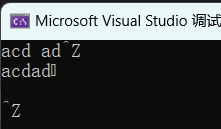 Microsoft Visual Studio 调试
acd ad^Z
acdad▯
^Z